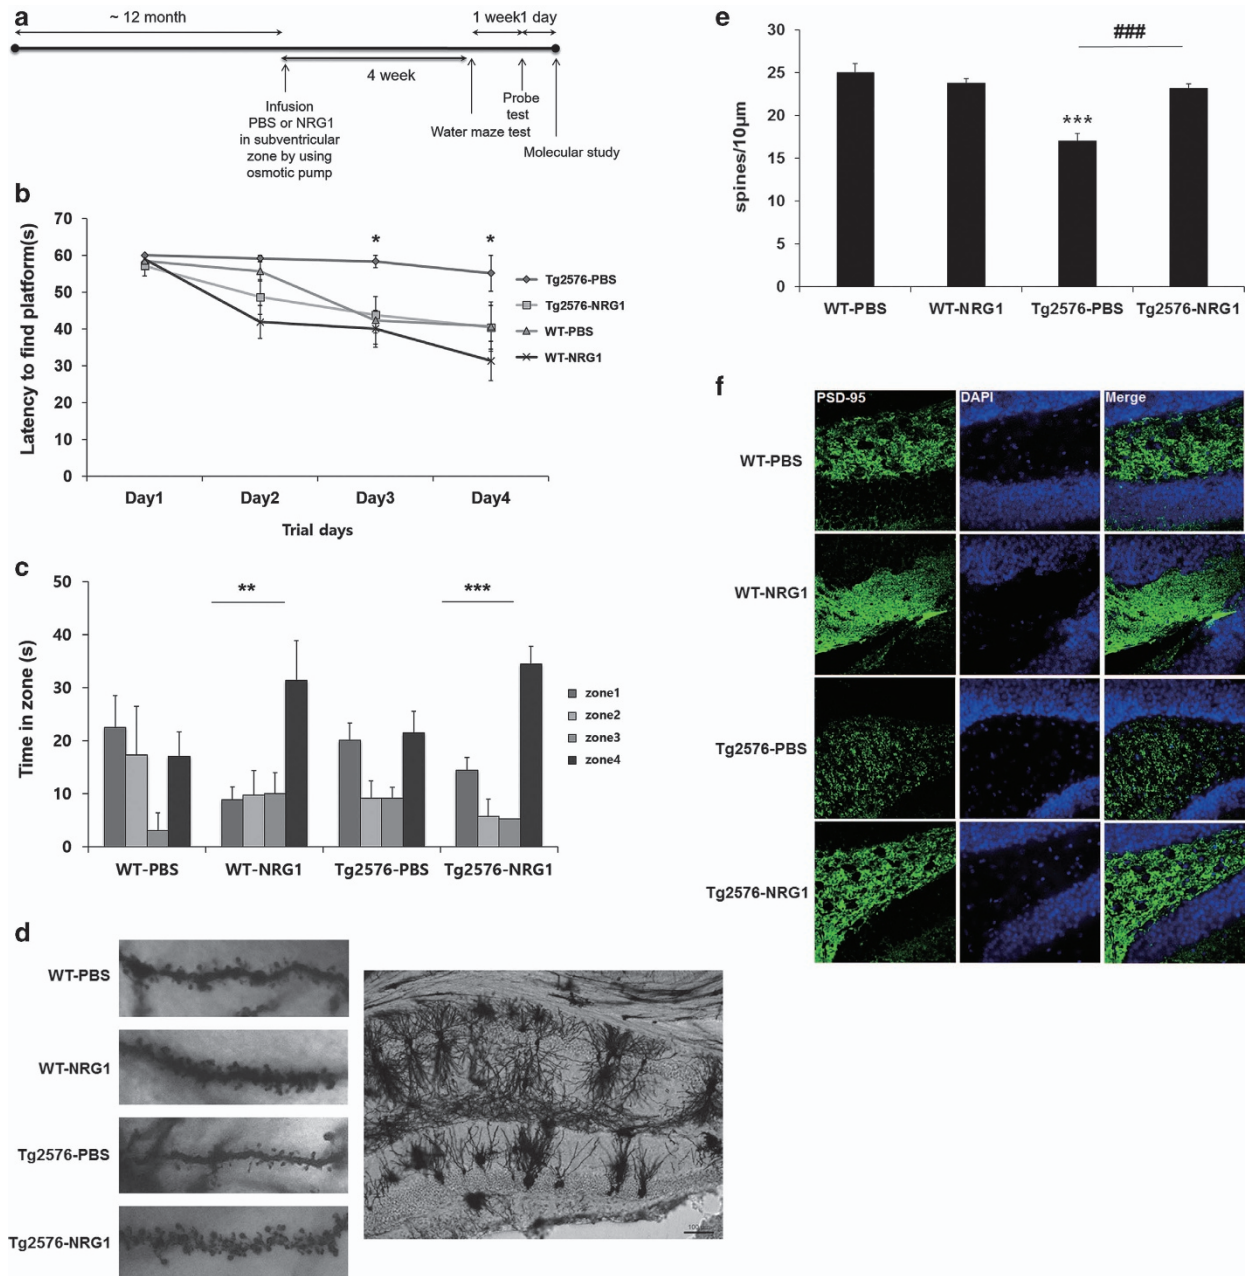 a
~ 12 month
1 week1 day
4 week
Infusion
PBS or NRG1
in subventricular
zone by using
osmotic pump
Probe
test
Water maze test
Molecular study
b
Latency to find platform(s)
70
60
50
40
30
20
10
0
*
*
Tg2576-PBS
Tg2576-NRG1
WT-PBS
WT-NRG1
Day1
Day2
Day3
Day4
Trial days
c
Time in zone (s)
50
40
30
20
10
0
**
***
zone1
zone2
zone3
zone4
WT-PBS
WT-NRG1
Tg2576-PBS
Tg2576-NRG1
d
WT-PBS
WT-NRG1
Tg2576-PBS
Tg2576-NRG1
e
spines/10μm
30
25
20
15
10
5
0
***
###
WT-PBS
WT-NRG1
Tg2576-PBS
Tg2576-NRG1
f
PSD-95
DAPI
Merge
WT-PBS
WT-NRG1
Tg2576-PBS
Tg2576-NRG1